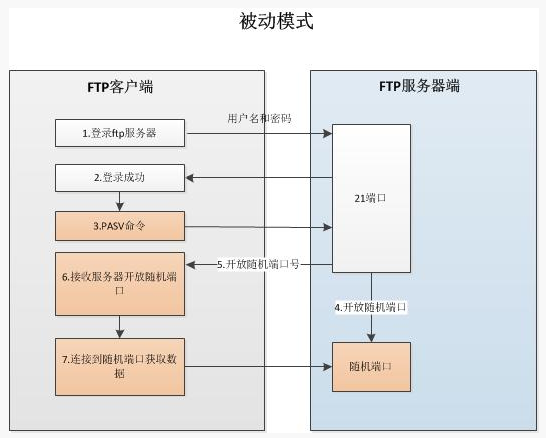 被动模式
FTP客户端
FTP服务器端
用户名和密码
1.登录ftp服务器
2.登录成功
21端口
3.PASV命令
5.开放随机端口号
6.接收服务器开放随机端
口
4.开放随机端口
7.连接到随机端口获取数
据
随机端口